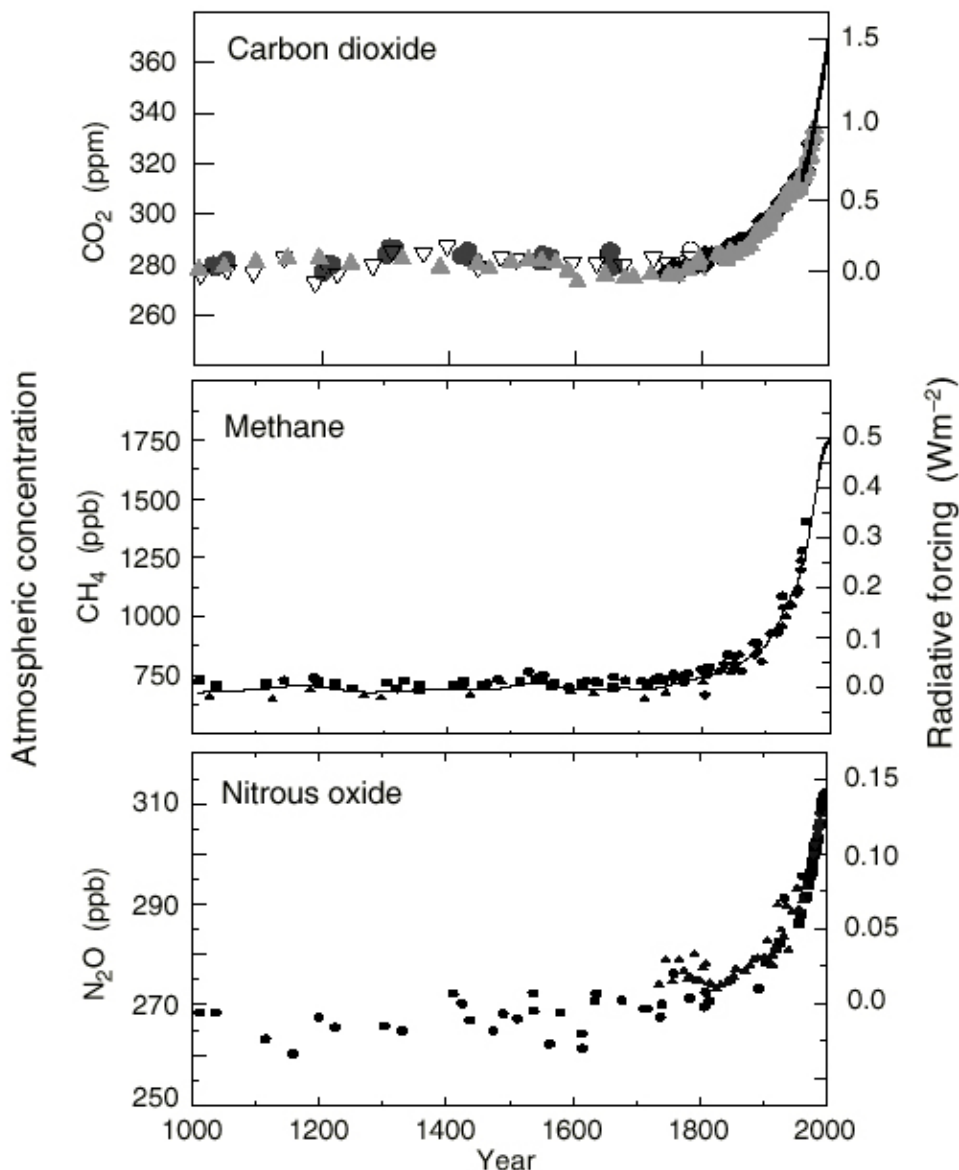 Atmospheric concentration
Carbon dioxide
CO₂ (ppm)
360
340
320
300
280
260
1.5
1.0
0.5
0.0
Methane
CH₄ (ppb)
1750
1500
1250
1000
750
0.5
0.4
0.3
0.2
0.1
0.0
Nitrous oxide
N₂O (ppb)
310
290
270
250
0.15
0.10
0.05
0.0
1000 1200 1400 1600 1800 2000
Year
Radiative forcing (Wm⁻²)